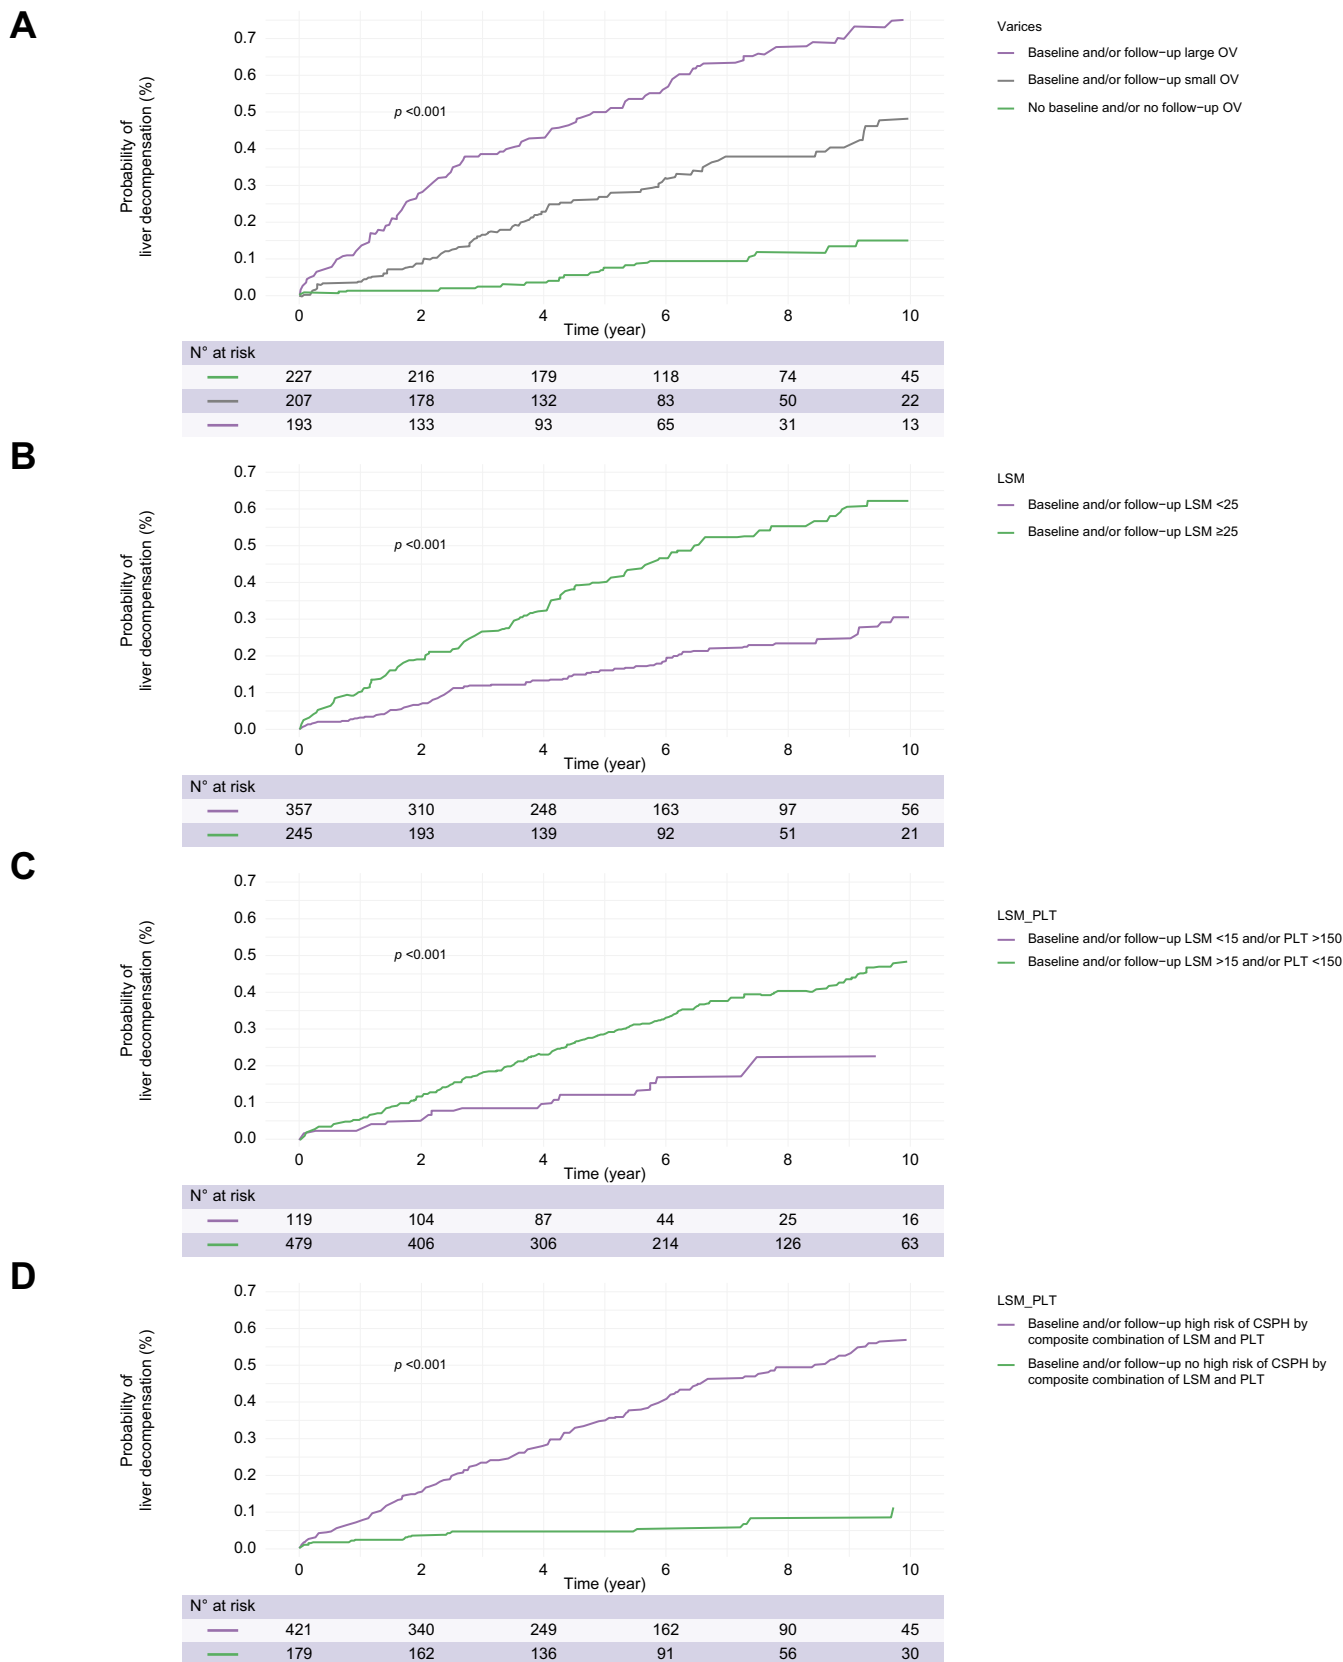 A
Probability of
liver decomposition (%)
0.7
0.6
0.5
0.4
0.3
0.2
0.1
0.0
p <0.001
0 2 4 6 8 10
Time (year)
Varices
Baseline and/or follow−up large OV
Baseline and/or follow−up small OV
No baseline and/or no follow−up OV
N° at risk
227 216 179 118 74 45
207 178 132 83 50 22
193 133 93 65 31 13
B
Probability of
liver decompensation (%)
0.7
0.6
0.5
0.4
0.3
0.2
0.1
0.0
p <0.001
0 2 4 6 8 10
Time (year)
LSM
Baseline and/or follow−up LSM <25
Baseline and/or follow−up LSM ≥25
N° at risk
357 310 248 163 97 56
245 193 139 92 51 21
C
Probability of
liver decompensation (%)
0.7
0.6
0.5
0.4
0.3
0.2
0.1
0.0
p <0.001
0 2 4 6 8 10
Time (year)
LSM_PLT
Baseline and/or follow−up LSM <15 and/or PLT >150
Baseline and/or follow−up LSM >15 and/or PLT <150
N° at risk
119 104 87 44 25 16
479 406 306 214 126 63
D
Probability of
liver decompensation (%)
0.7
0.6
0.5
0.4
0.3
0.2
0.1
0.0
p <0.001
0 2 4 6 8 10
Time (year)
LSM_PLT
Baseline and/or follow−up high risk of CSPH by
composite combination of LSM and PLT
Baseline and/or follow−up no high risk of CSPH by
composite combination of LSM and PLT
N° at risk
421 340 249 162 90 45
179 162 136 91 56 30